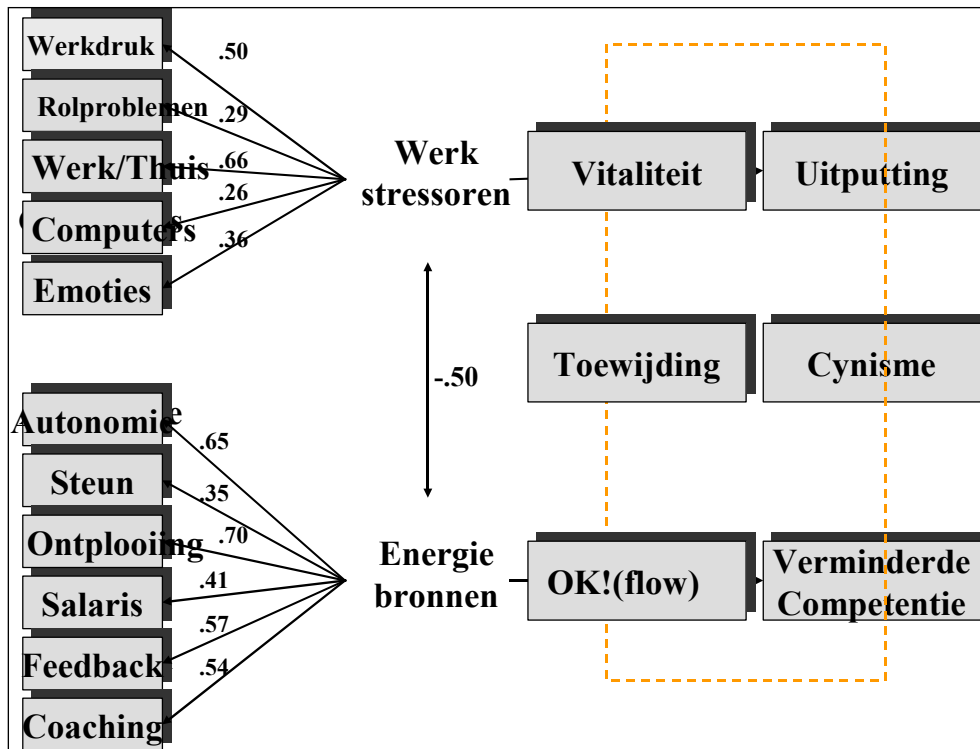 Werkdruk
.50
Rolproblemen
.29
Werk/Thuis
.66
Computers
.26
Emoties
.36
Werk
stressoren
Vitaliteit
Uitputting
-.50
Toewijding
Cynisme
Autonomie
.65
Steun
.35
Ontplooiing
.70
Salaris
.41
Feedback
.57
Coaching
.54
Energie
bronnen
OK!(flow)
Verminderde
Competentie